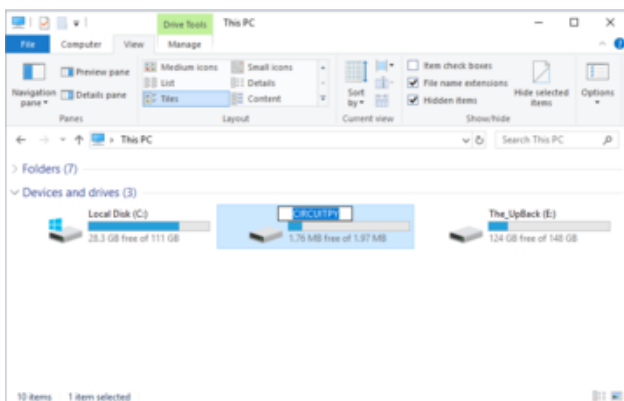 Drive Tools This PC
File Computer View Manage
Navigation pane Preview pane Details pane
Panes
Medium icons Small icons
List Details
Tiles Content
Layout
Sort by
Current view
Item check boxes
File name extensions
Hidden items
Hide selected items
Show/hide
Options
This PC Search This PC
Folders (7)
Devices and drives (3)
Local Disk (C:)
28.3 GB free of 111 GB
CIRCUITPY
1.76 MB free of 1.97 MB
The_UpBack (E:)
124 GB free of 148 GB
10 items 1 item selected